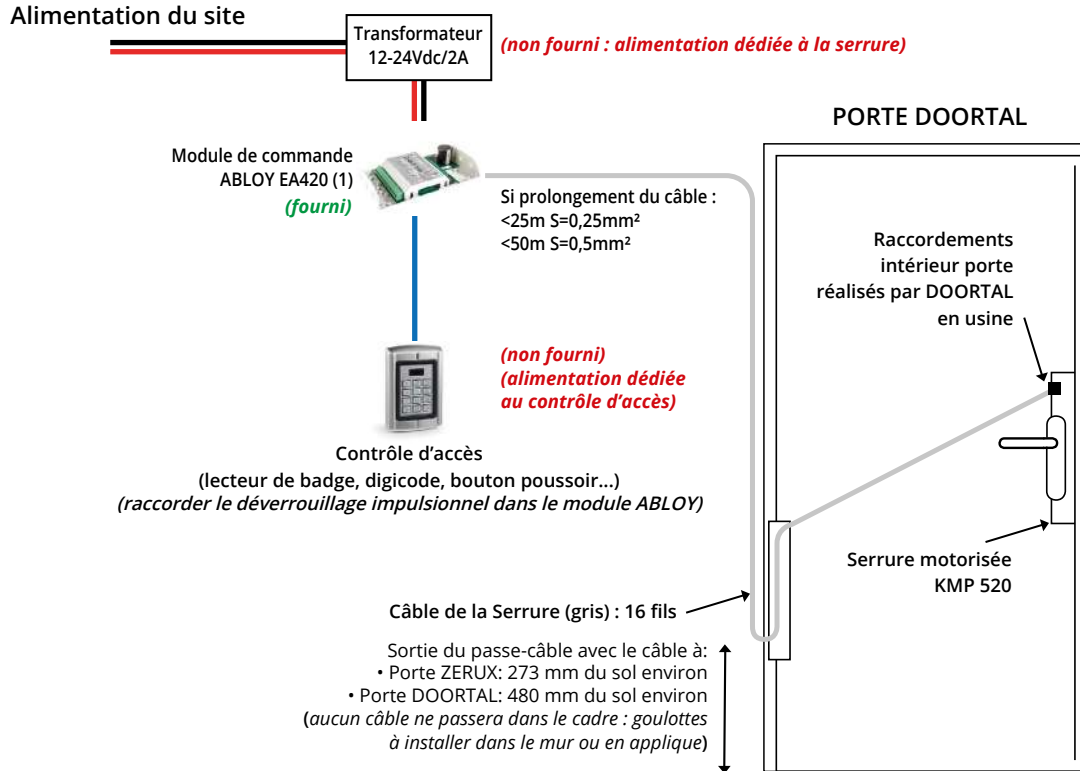 Alimentation du site
Transformateur
12-24Vdc/2A
(non fourni : alimentation dédiée à la serrure)
PORTE DOORTAL
Module de commande
ABLOY EA420 (1)
(fourni)
Si prolongement du câble :
<25m S=0,25mm²
<50m S=0,5mm²
Raccordements
intérieur porte
réalisés par DOORTAL
en usine
(non fourni)
(alimentation dédiée
au contrôle d'accès)
Contrôle d'accès
(lecteur de badge, digicode, bouton poussoir...)
(raccorder le déverrouillage impulsionnel dans le module ABLOY)
Serrure motorisée
KMP 520
Câble de la Serrure (gris) : 16 fils
Sortie du passe-câble avec le câble à:
• Porte ZERUX: 273 mm du sol environ
• Porte DOORTAL: 480 mm du sol environ
(aucun câble ne passera dans le cadre : goulottes
à installer dans le mur ou en applique)